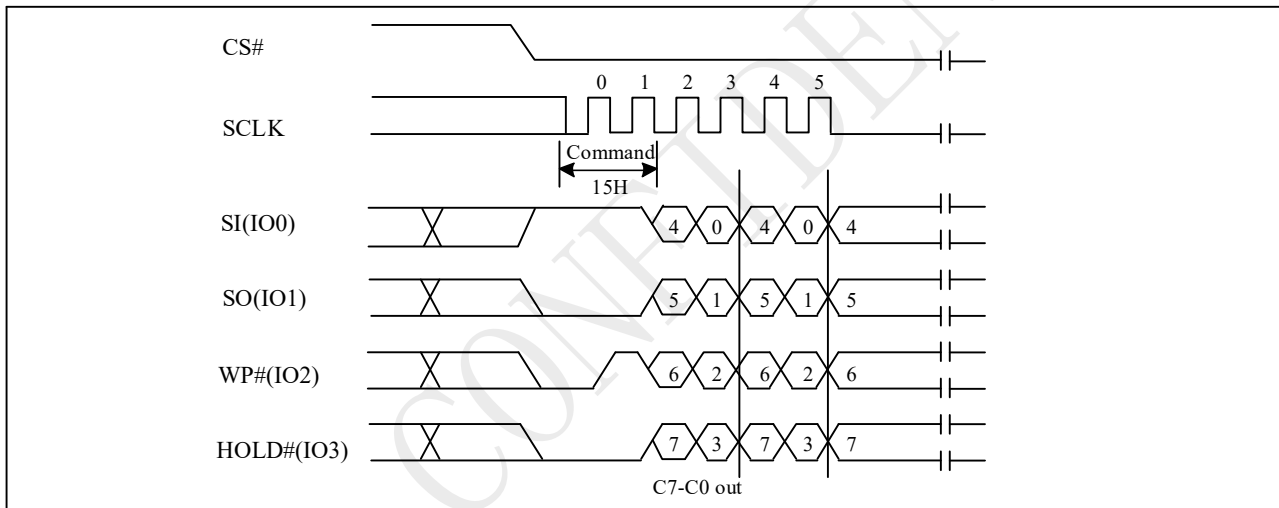 CS#
0 1 2 3 4 5
SCLK
Command
15H
SI(IO0) 4 0 4 0 4
SO(IO1) 5 1 5 1 5
WP#(IO2) 6 2 6 2 6
HOLD#(IO3) 7 3 7 3 7
C7-C0 out